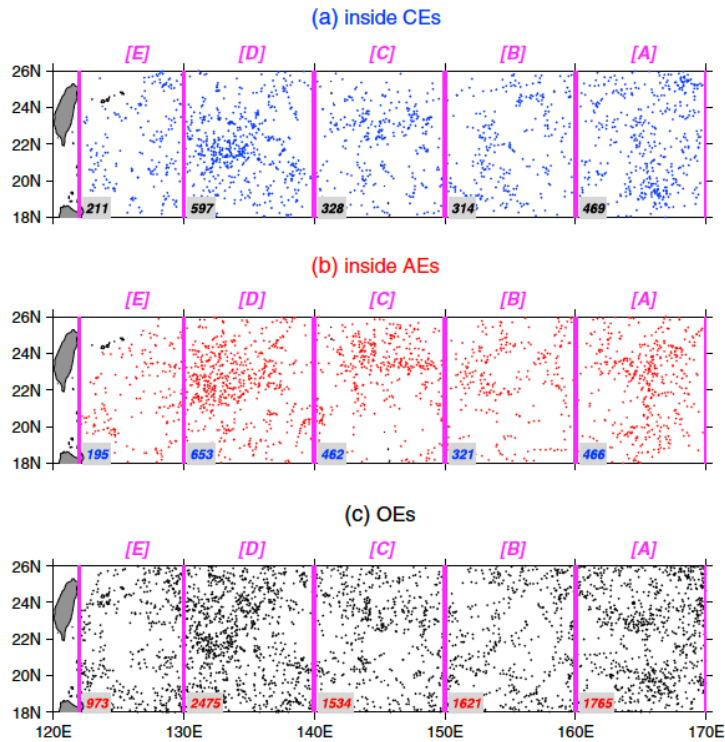 (a) inside CEs
[E] [D] [C] [B] [A]
26N
24N
22N
20N
18N
211 597 328 314 469
(b) inside AEs
[E] [D] [C] [B] [A]
26N
24N
22N
20N
18N
195 653 462 321 466
(c) OEs
[E] [D] [C] [B] [A]
26N
24N
22N
20N
18N
973 2475 1534 1621 1765
120E 130E 140E 150E 160E 170E